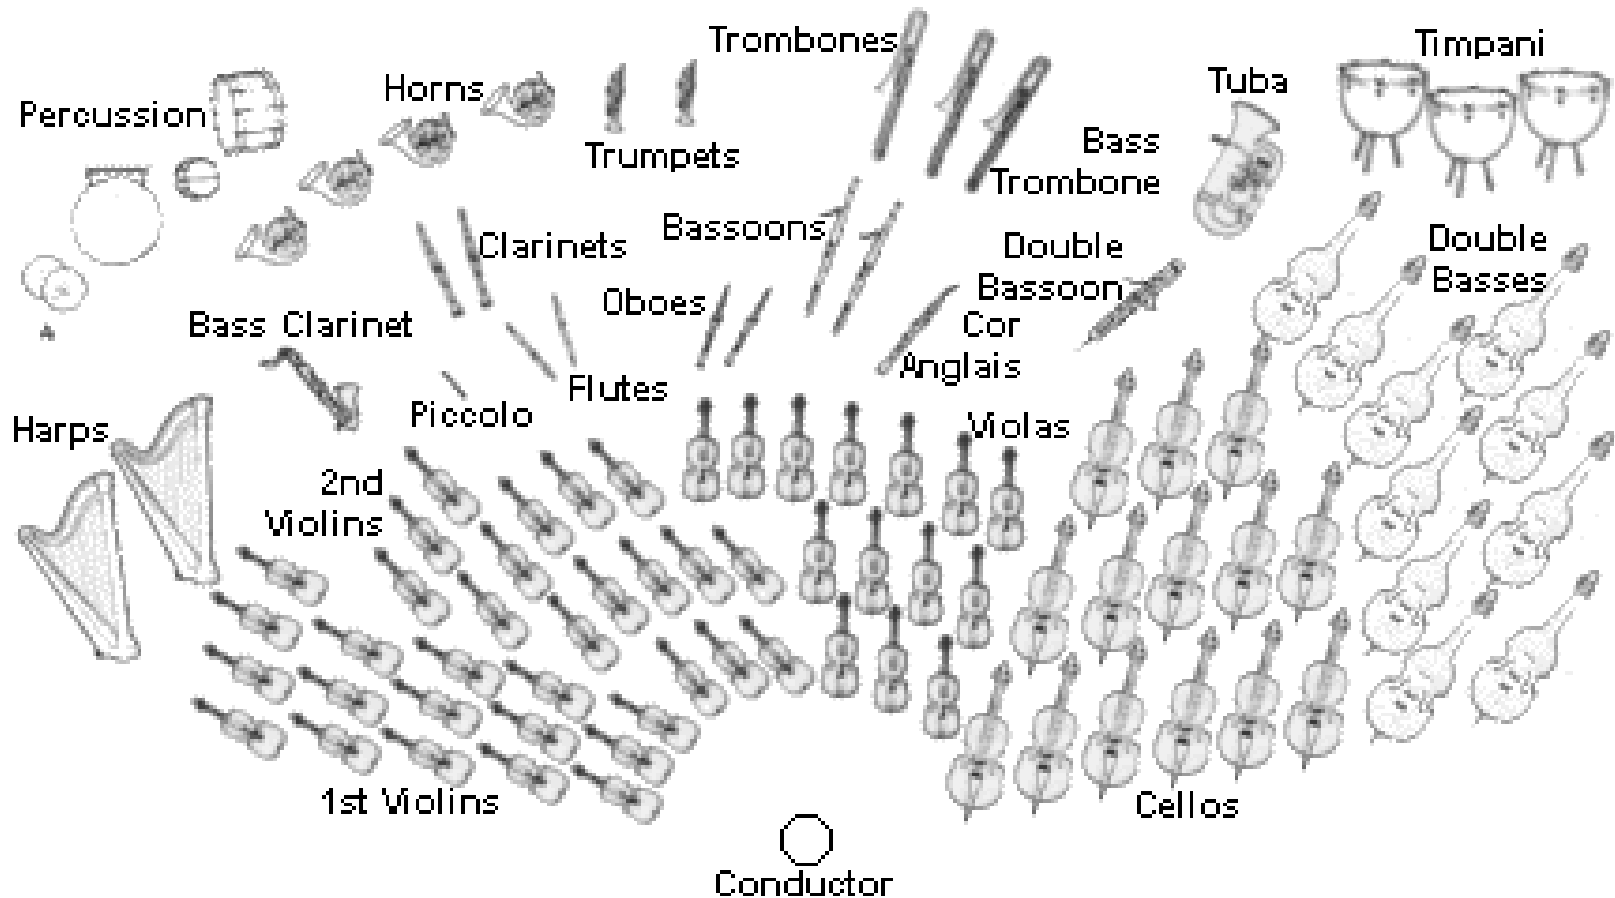 Trombones
Timpani
Tuba
Horns
Percussion
Trumpets
Bass
Trombone
Bassoons
Clarinets
Double
Bassoon
Double
Basses
Oboes
Cor
Anglais
Bass Clarinet
Flutes
Piccolo
Harps
Violas
2nd
Violins
1st Violins
Cellos
Conductor